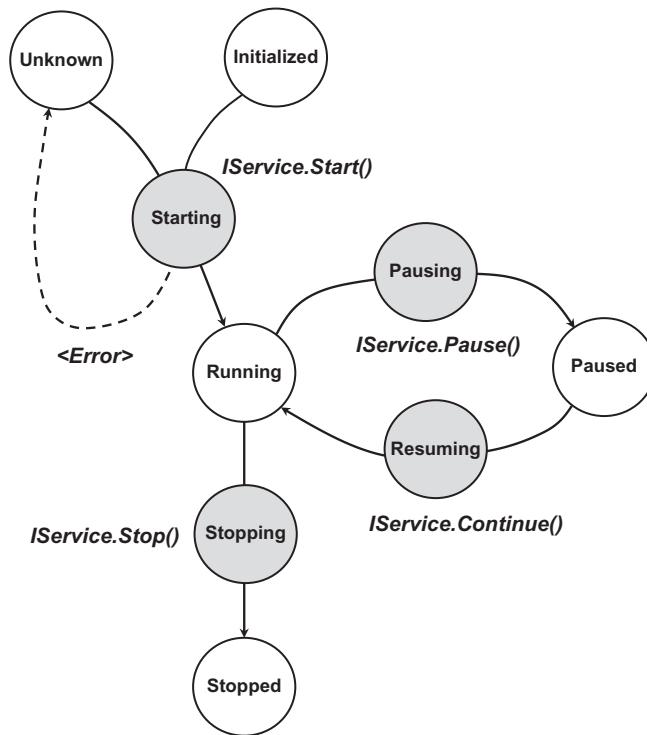 Unknown
Initialized
IService.Start()
Starting
Pausing
<Error>
IService.Pause()
Running
Paused
Resuming
IService.Continue()
IService.Stop()
Stopping
Stopped